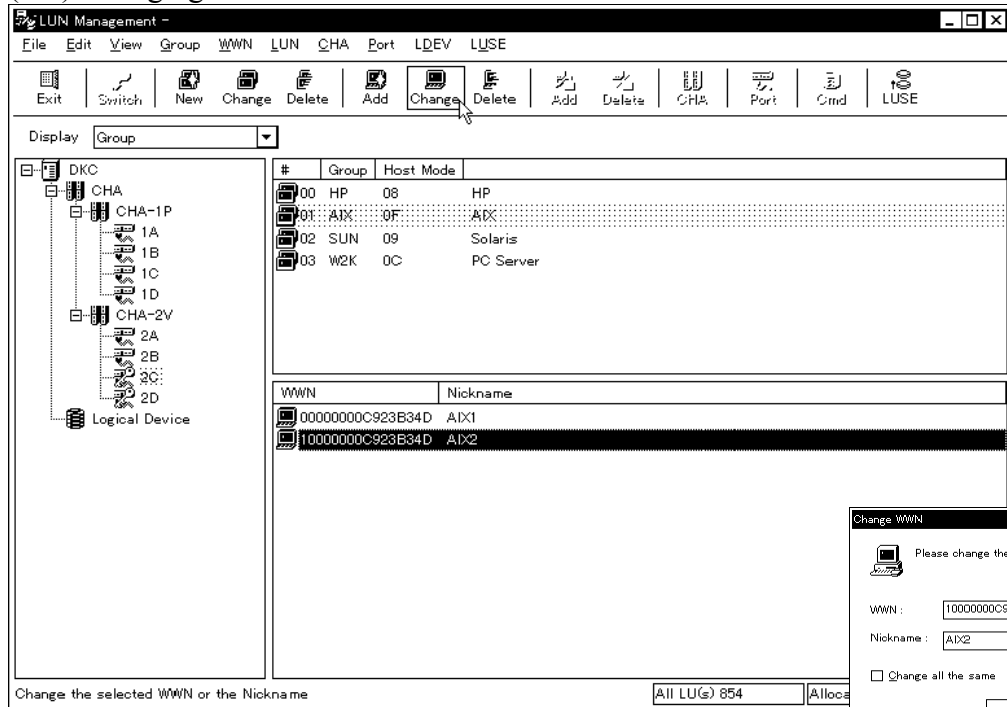 LUN Management -
File Edit View Group WWN LUN CHA Port LDEV LUSE
Exit Switch New Change Delete Add Change Delete Add Delete CHA Port Cmd LUSE
Display Group
DKC
CHA
CHA-1P
1A
1B
1C
1D
CHA-2V
2A
2B
2C
2D
Logical Device
# Group Host Mode
00 HP 08 HP
01 AIX 0F AIX
02 SUN 09 Solaris
03 W2K 0C PC Server
WWN Nickname
00000000C923B34D AIX1
10000000C923B34D AIX2
Change WWN
Please change the
WWN : 10000000C9
Nickname : AIX2
Change all the same
Change the selected WWN or the Nickname
All LU(s) 854
Alloca